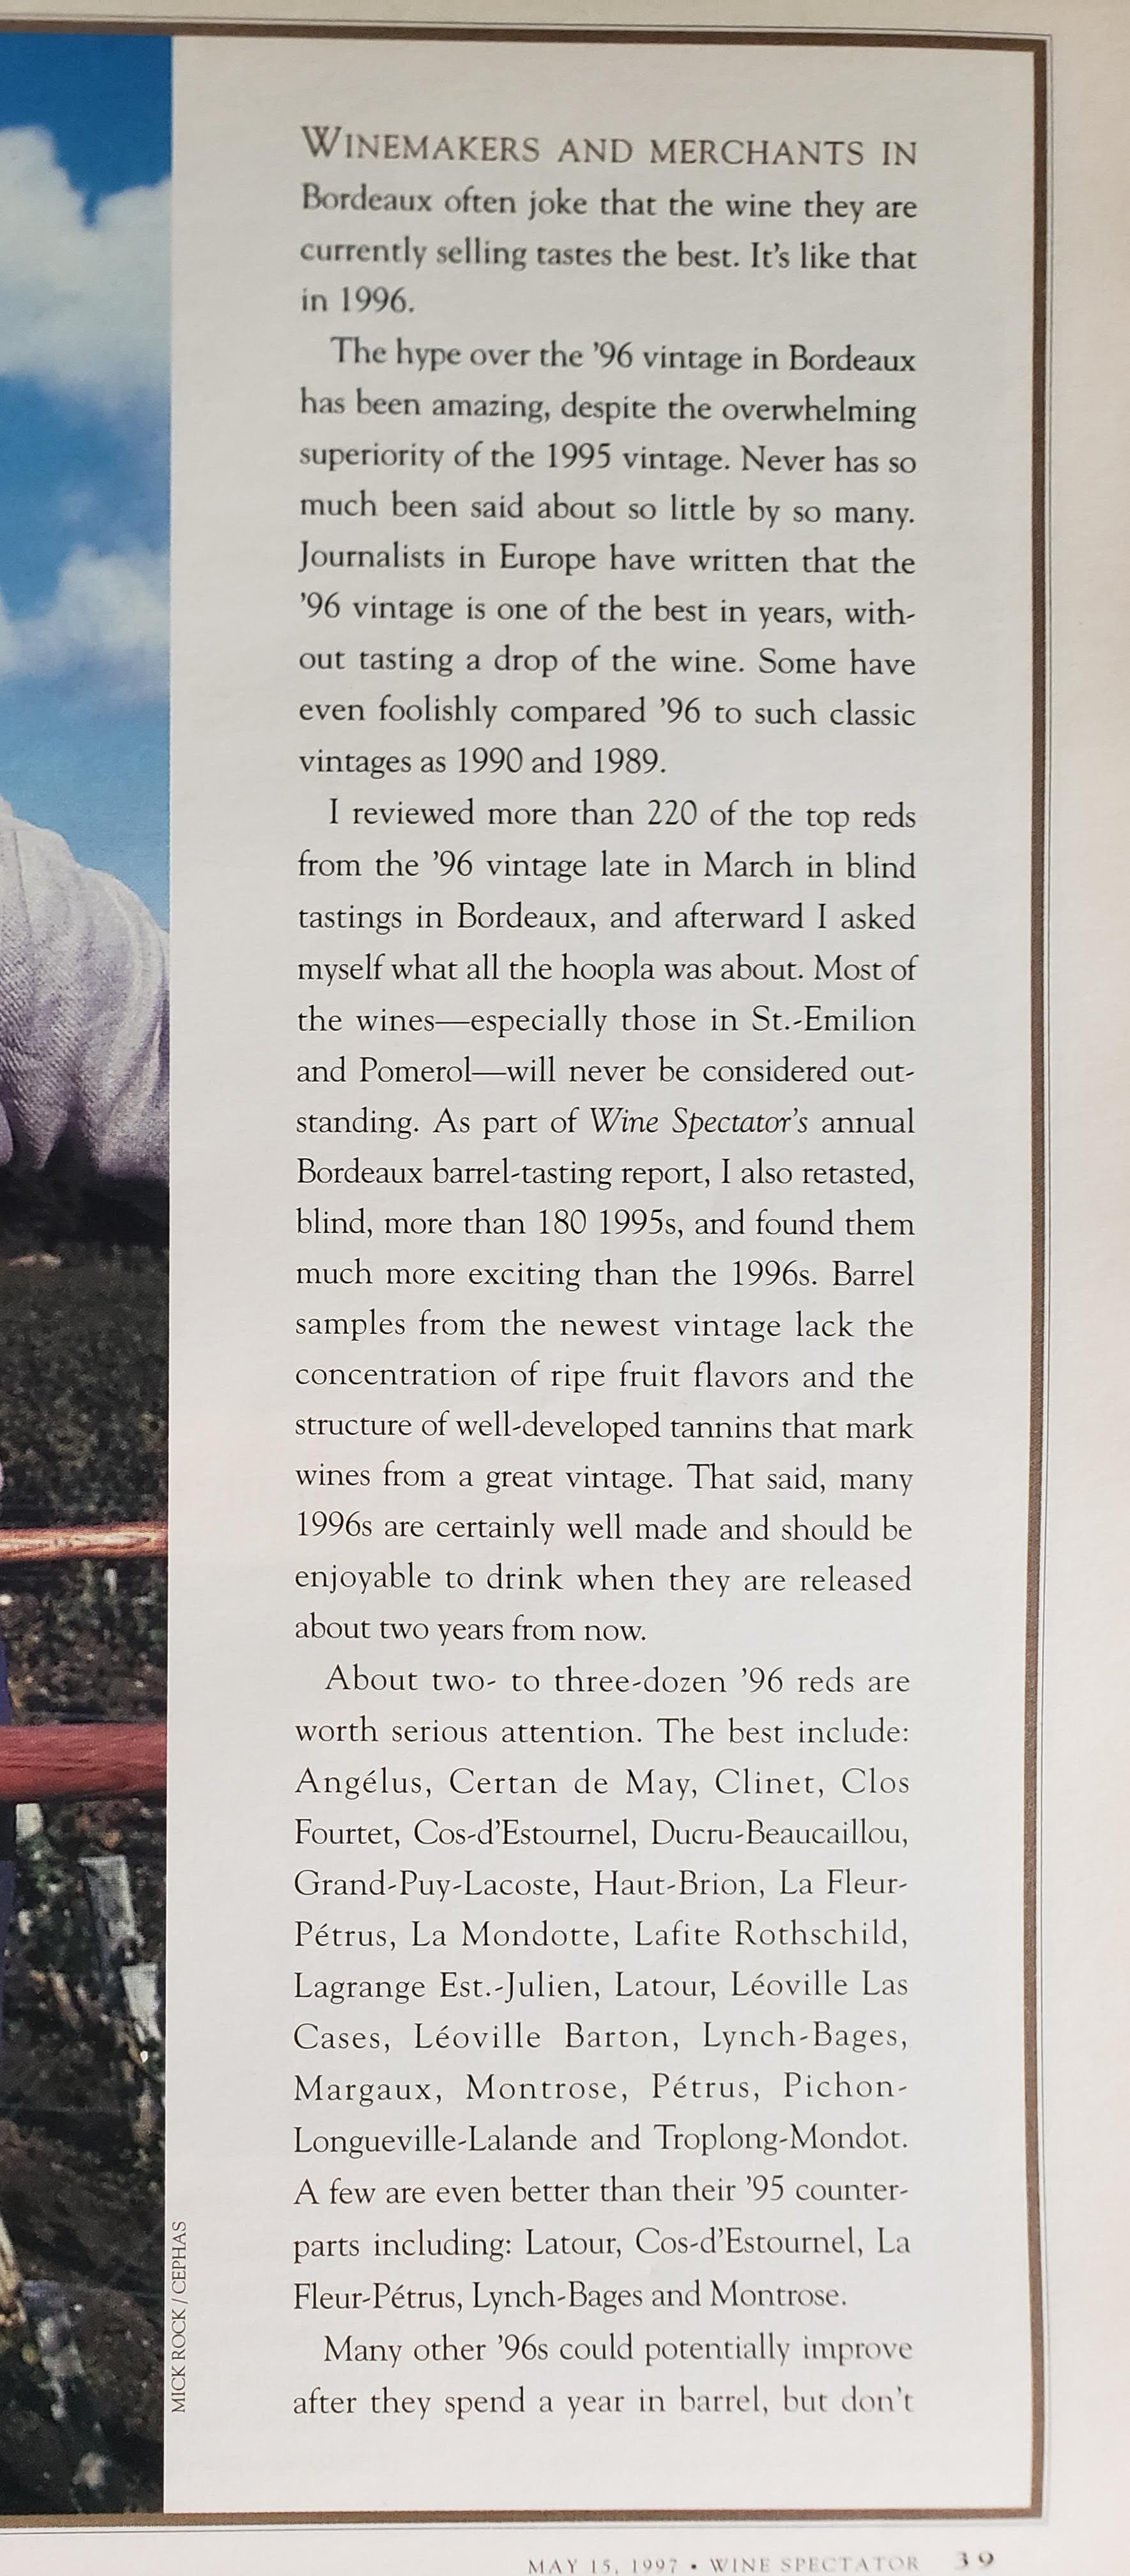 WINEMAKERS AND MERCHANTS IN
Bordeaux often joke that the wine they are
currently selling tastes the best. It's like that
in 1996.
The hype over the '96 vintage in Bordeaux
has been amazing, despite the overwhelming
superiority of the 1995 vintage. Never has so
much been said about so little by so many.
Journalists in Europe have written that the
'96 vintage is one of the best in years, with-
out tasting a drop of the wine. Some have
even foolishly compared '96 to such classic
vintages as 1990 and 1989.
I reviewed more than 220 of the top reds
from the '96 vintage late in March in blind
tastings in Bordeaux, and afterward I asked
myself what all the hoopla was about. Most of
the wines—especially those in St.-Emilion
and Pomerol—will never be considered out-
standing. As part of Wine Spectator's annual
Bordeaux barrel-tasting report, I also retasted,
blind, more than 180 1995s, and found them
much more exciting than the 1996s. Barrel
samples from the newest vintage lack the
concentration of ripe fruit flavors and the
structure of well-developed tannins that mark
wines from a great vintage. That said, many
1996s are certainly well made and should be
enjoyable to drink when they are released
about two years from now.
About two- to three-dozen '96 reds are
worth serious attention. The best include:
Angélus, Certan de May, Clinet, Clos
Fourtet, Cos-d'Estournel, Ducru-Beaucaillou,
Grand-Puy-Lacoste, Haut-Brion, La Fleur-
Pétrus, La Mondotte, Lafite Rothschild,
Lagrange Est.-Julien, Latour, Léoville Las
Cases, Léoville Barton, Lynch-Bages,
Margaux, Montrose, Pétrus, Pichon-
Longueville-Lalande and Troplong-Mondot.
A few are even better than their '95 counter-
parts including: Latour, Cos-d'Estournel, La
Fleur-Pétrus, Lynch-Bages and Montrose.
Many other '96s could potentially improve
after they spend a year in barrel, but don't
MICK ROCK / CEPHAS
MAY 15, 1997 • WINE SPECTATOR 39